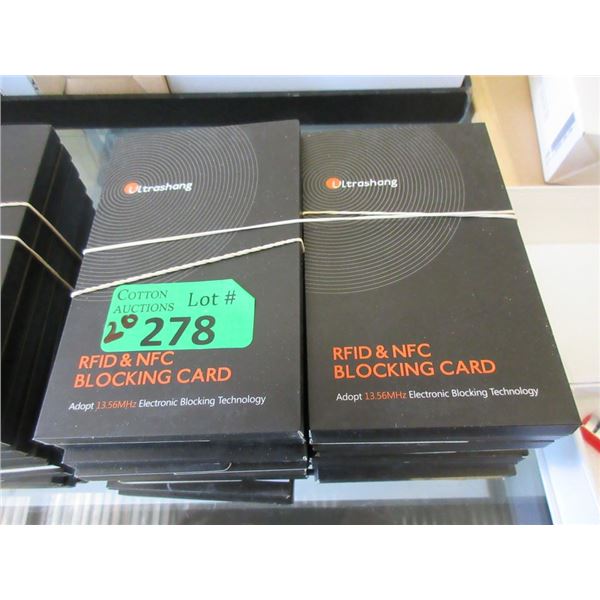 Ultrashang
COTTON
AUCTIONS
Lot #
20
278
RFID & NFC
BLOCKING CARD
Adopt 13.56MHz Electronic Blocking Technology
Ultrashang
RFID & NFC
BLOCKING CARD
Adopt 13.56MHz Electronic Blocking Technology